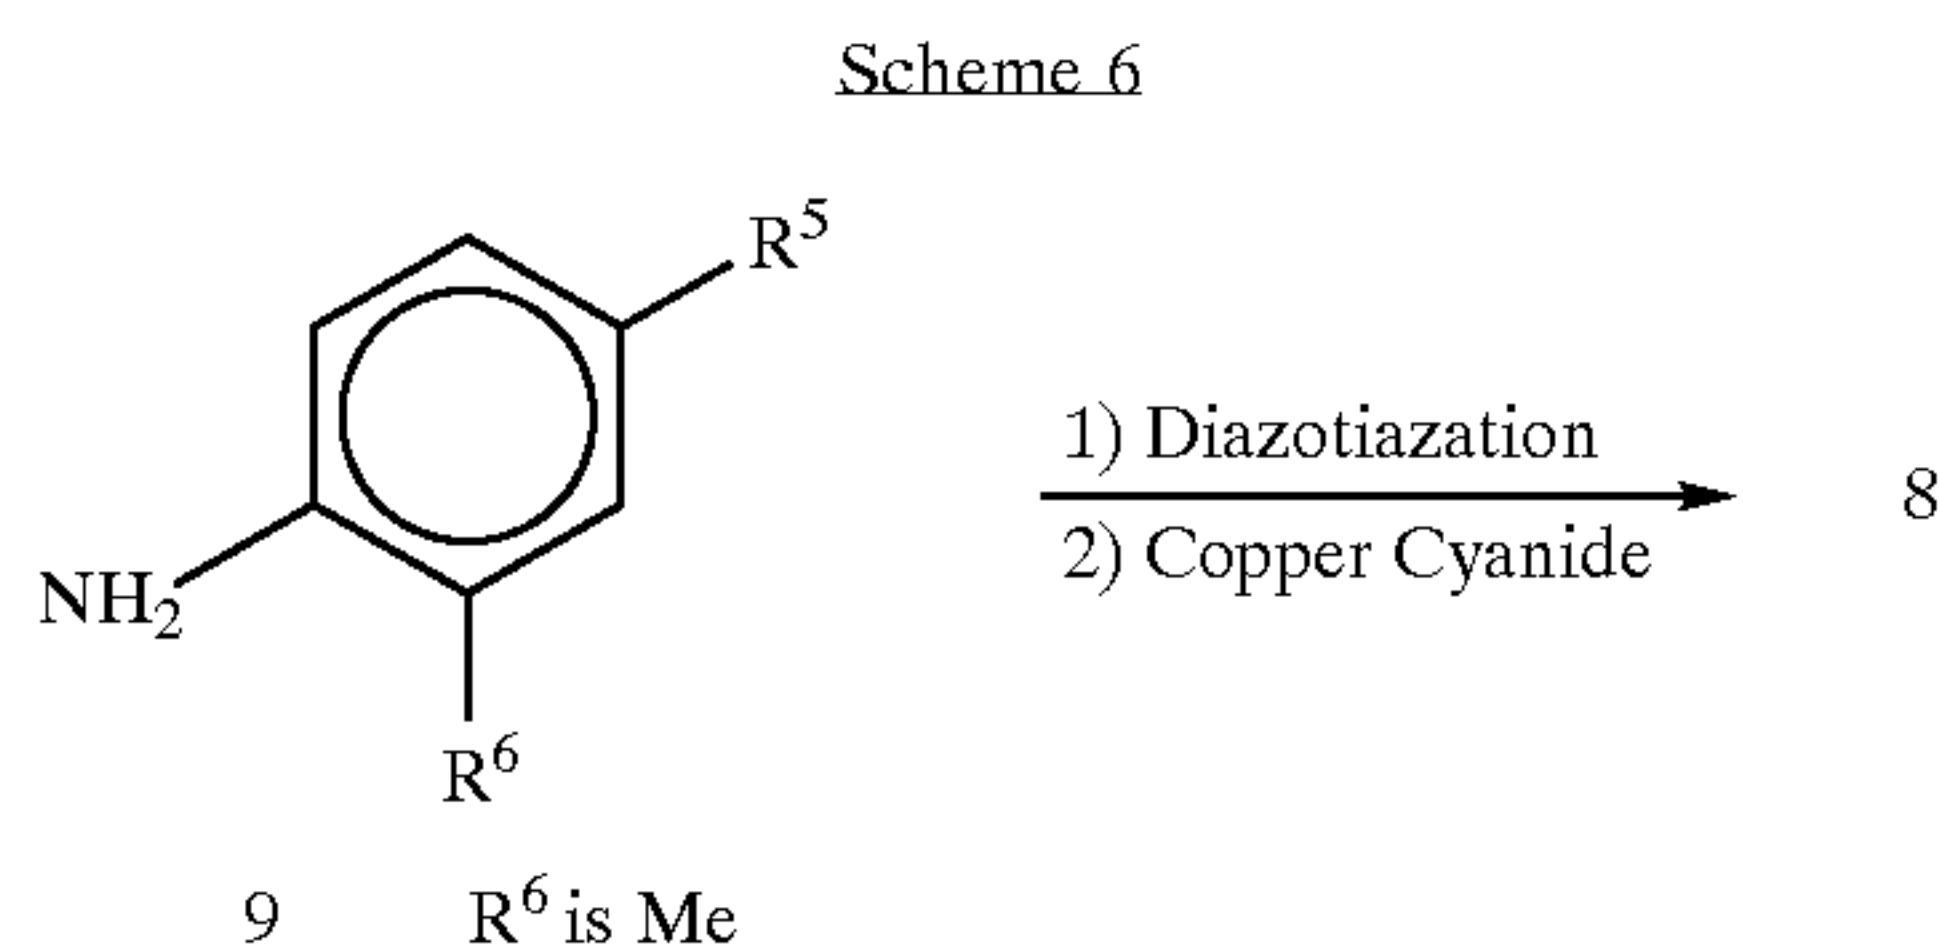 Scheme 6
R⁵
1) Diazotiazation
8
2) Copper Cyanide
NH₂
R⁶
9 R⁶ is Me